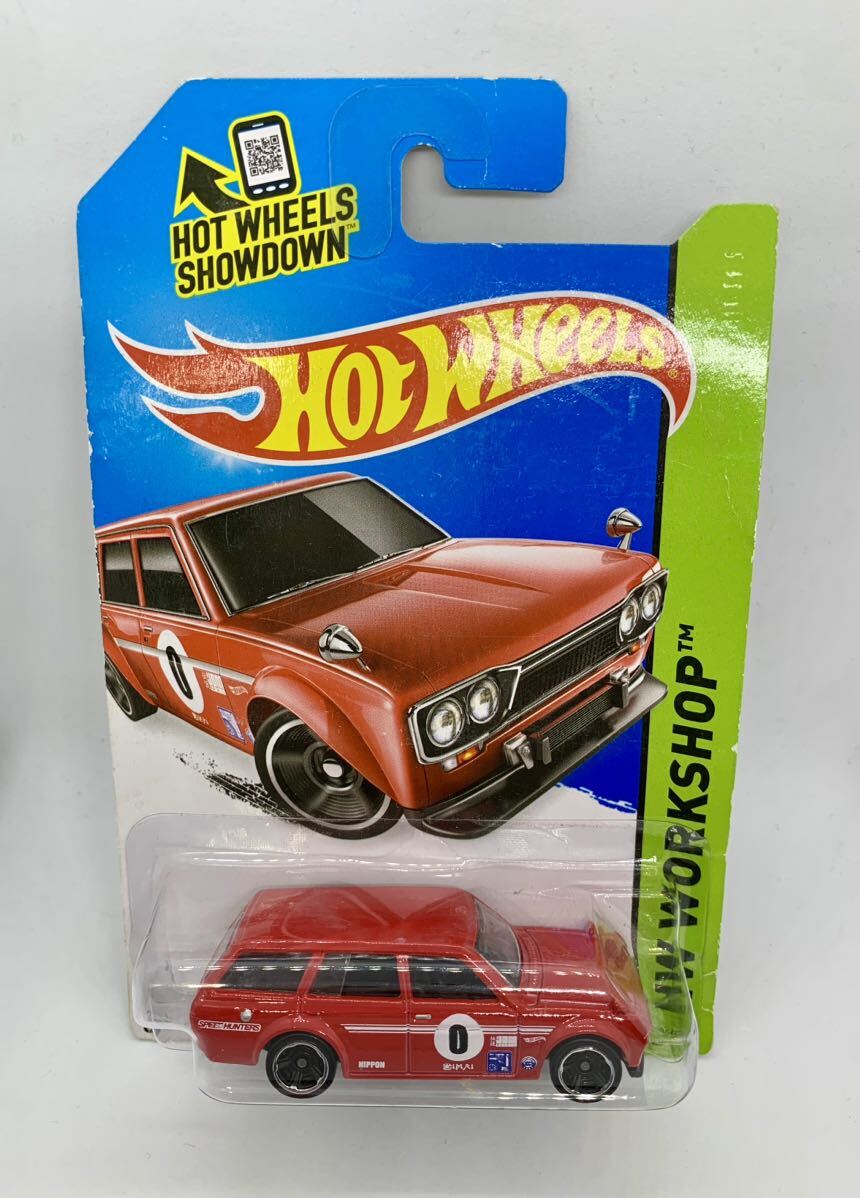 HOT WHEELS
SHOWDOWN™
HOT WHEELS®
HW WORKSHOP™
0
0
SPEEDHUNTERS
NIPPON